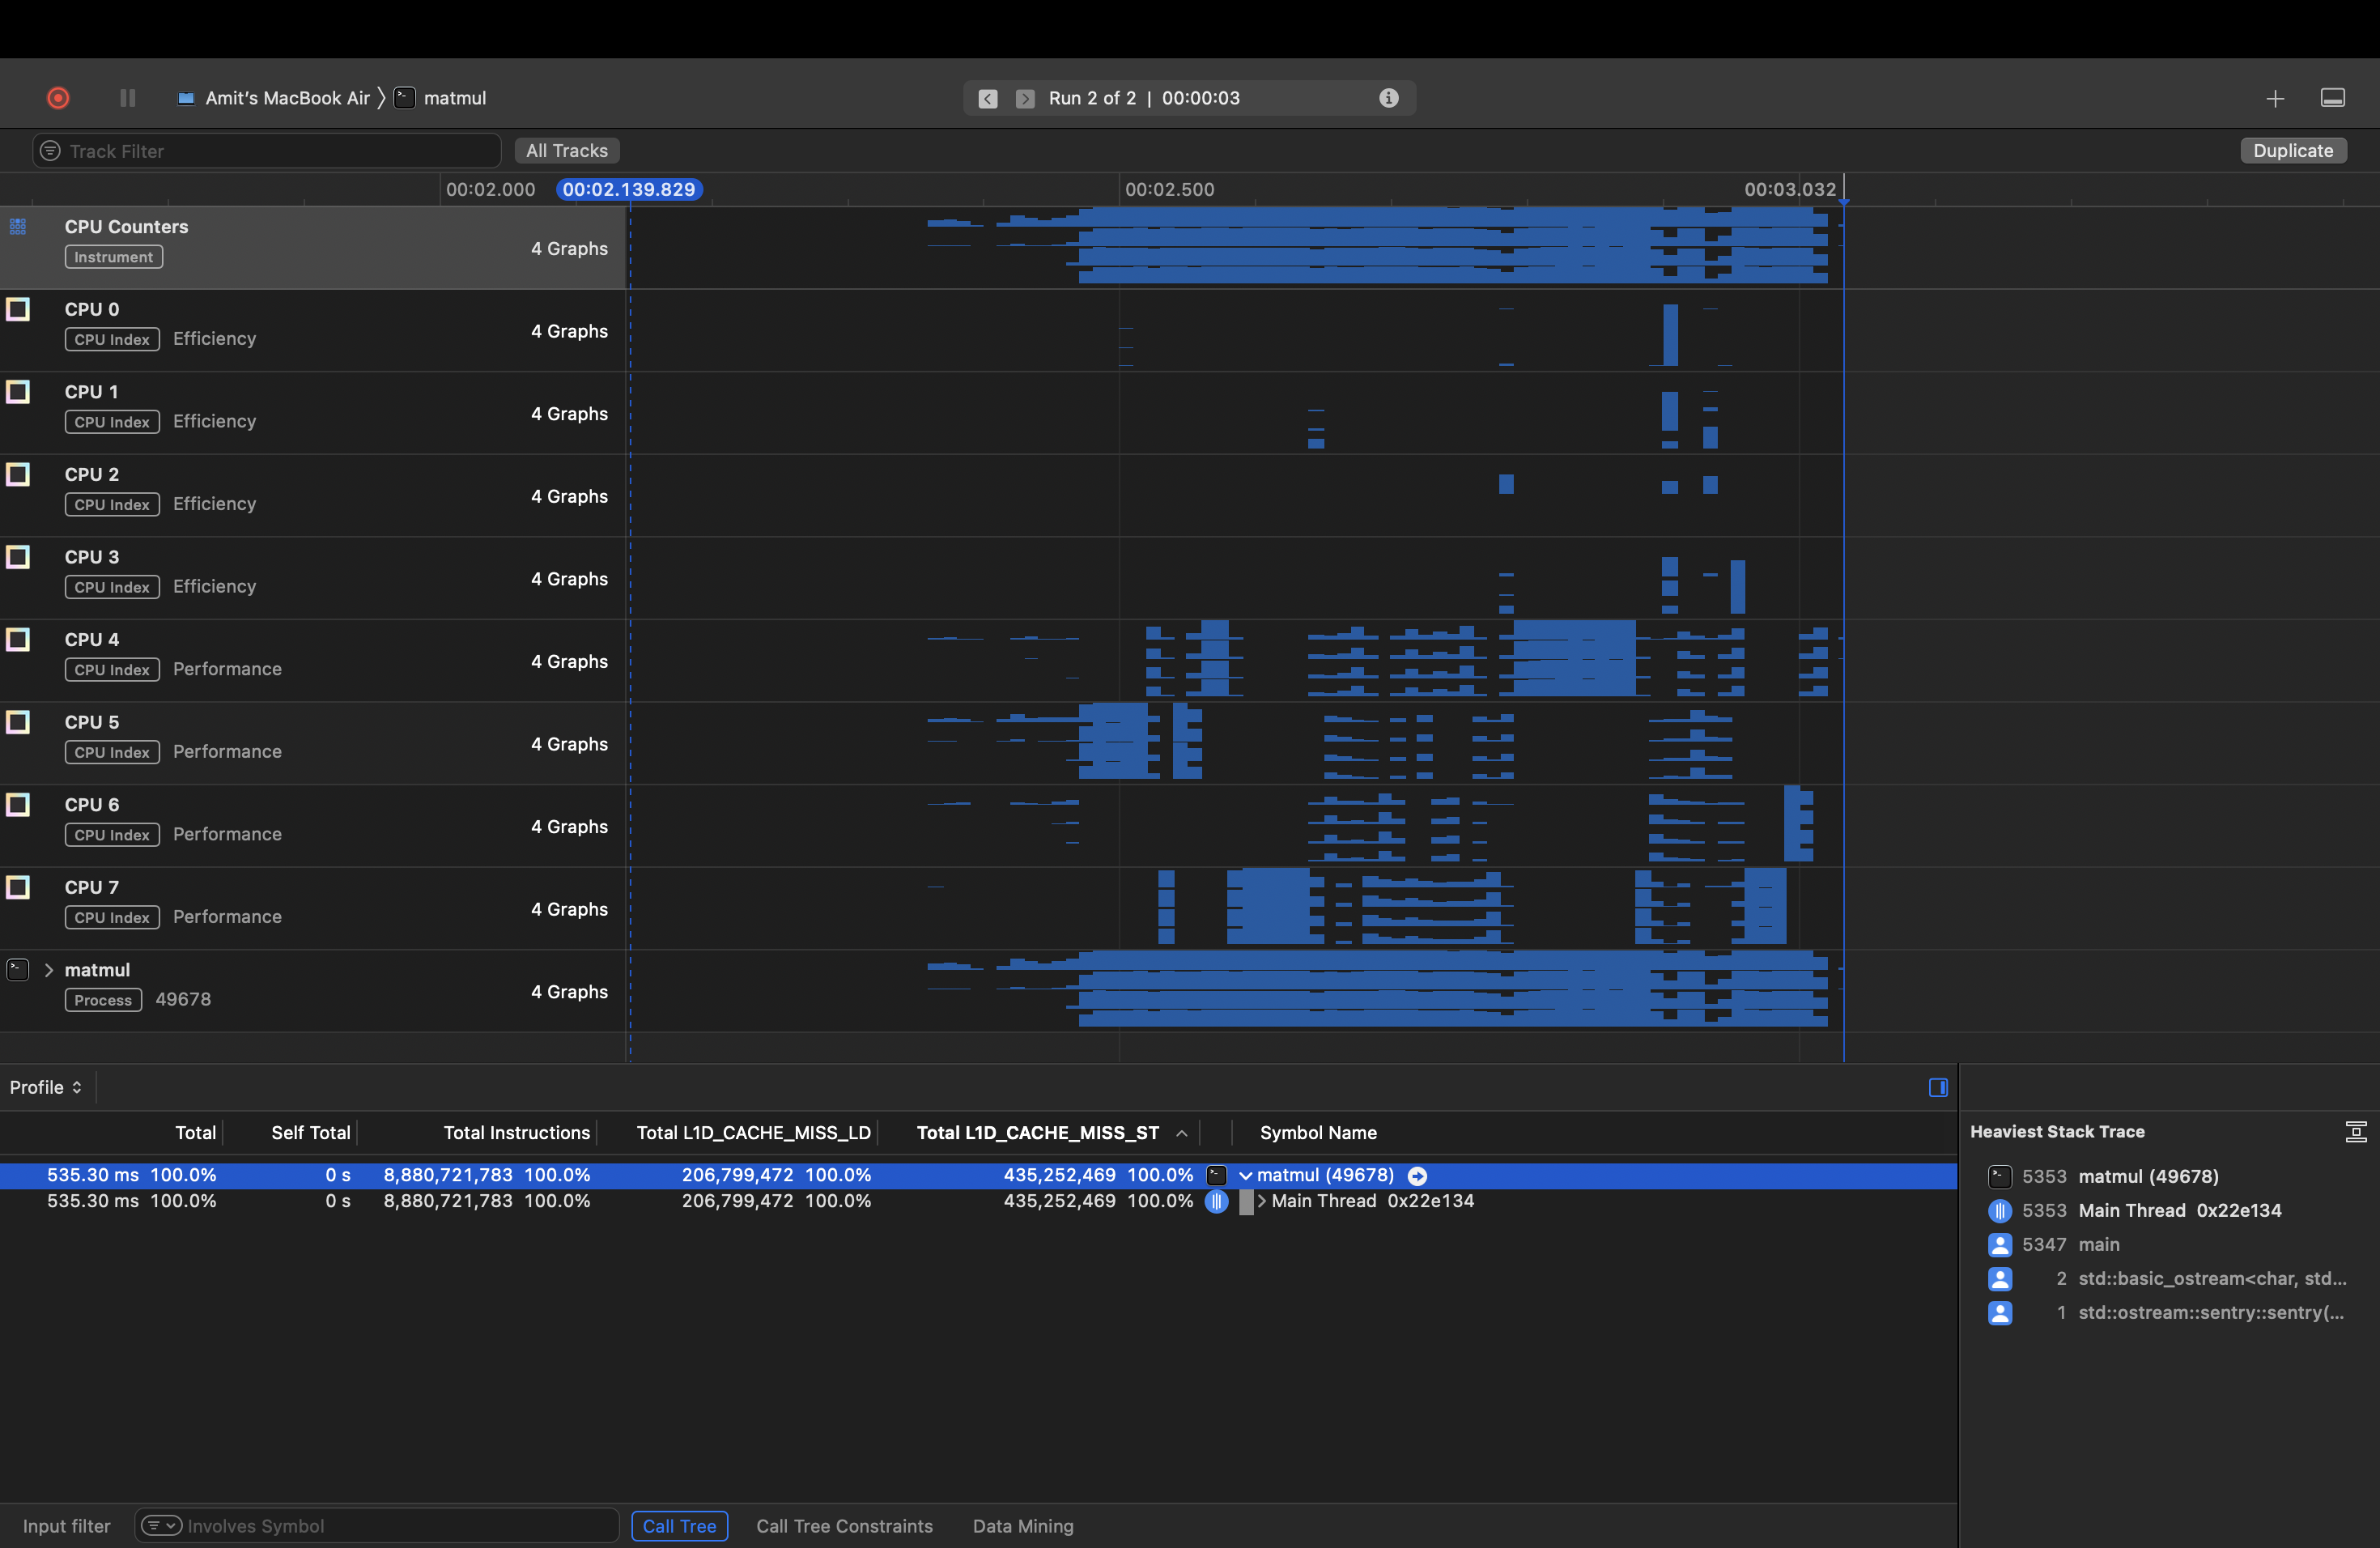 Amit’s MacBook Air matmul
Run 2 of 2 | 00:00:03
Track Filter
All Tracks
Duplicate
00:02.000 00:02.139.829 00:02.500 00:03.032
CPU Counters
Instrument
4 Graphs
CPU 0
CPU Index Efficiency
4 Graphs
CPU 1
CPU Index Efficiency
4 Graphs
CPU 2
CPU Index Efficiency
4 Graphs
CPU 3
CPU Index Efficiency
4 Graphs
CPU 4
CPU Index Performance
4 Graphs
CPU 5
CPU Index Performance
4 Graphs
CPU 6
CPU Index Performance
4 Graphs
CPU 7
CPU Index Performance
4 Graphs
matmul
Process 49678
4 Graphs
Profile
Total Self Total Total Instructions Total L1D_CACHE_MISS_LD Total L1D_CACHE_MISS_ST Symbol Name
535.30 ms 100.0% 0 s 8,880,721,783 100.0% 206,799,472 100.0% 435,252,469 100.0% matmul (49678)
535.30 ms 100.0% 0 s 8,880,721,783 100.0% 206,799,472 100.0% 435,252,469 100.0% Main Thread 0x22e134
Heaviest Stack Trace
5353 matmul (49678)
5353 Main Thread 0x22e134
5347 main
2 std::basic_ostream<char, std...
1 std::ostream::sentry::sentry(...
Input filter
Involves Symbol
Call Tree
Call Tree Constraints
Data Mining